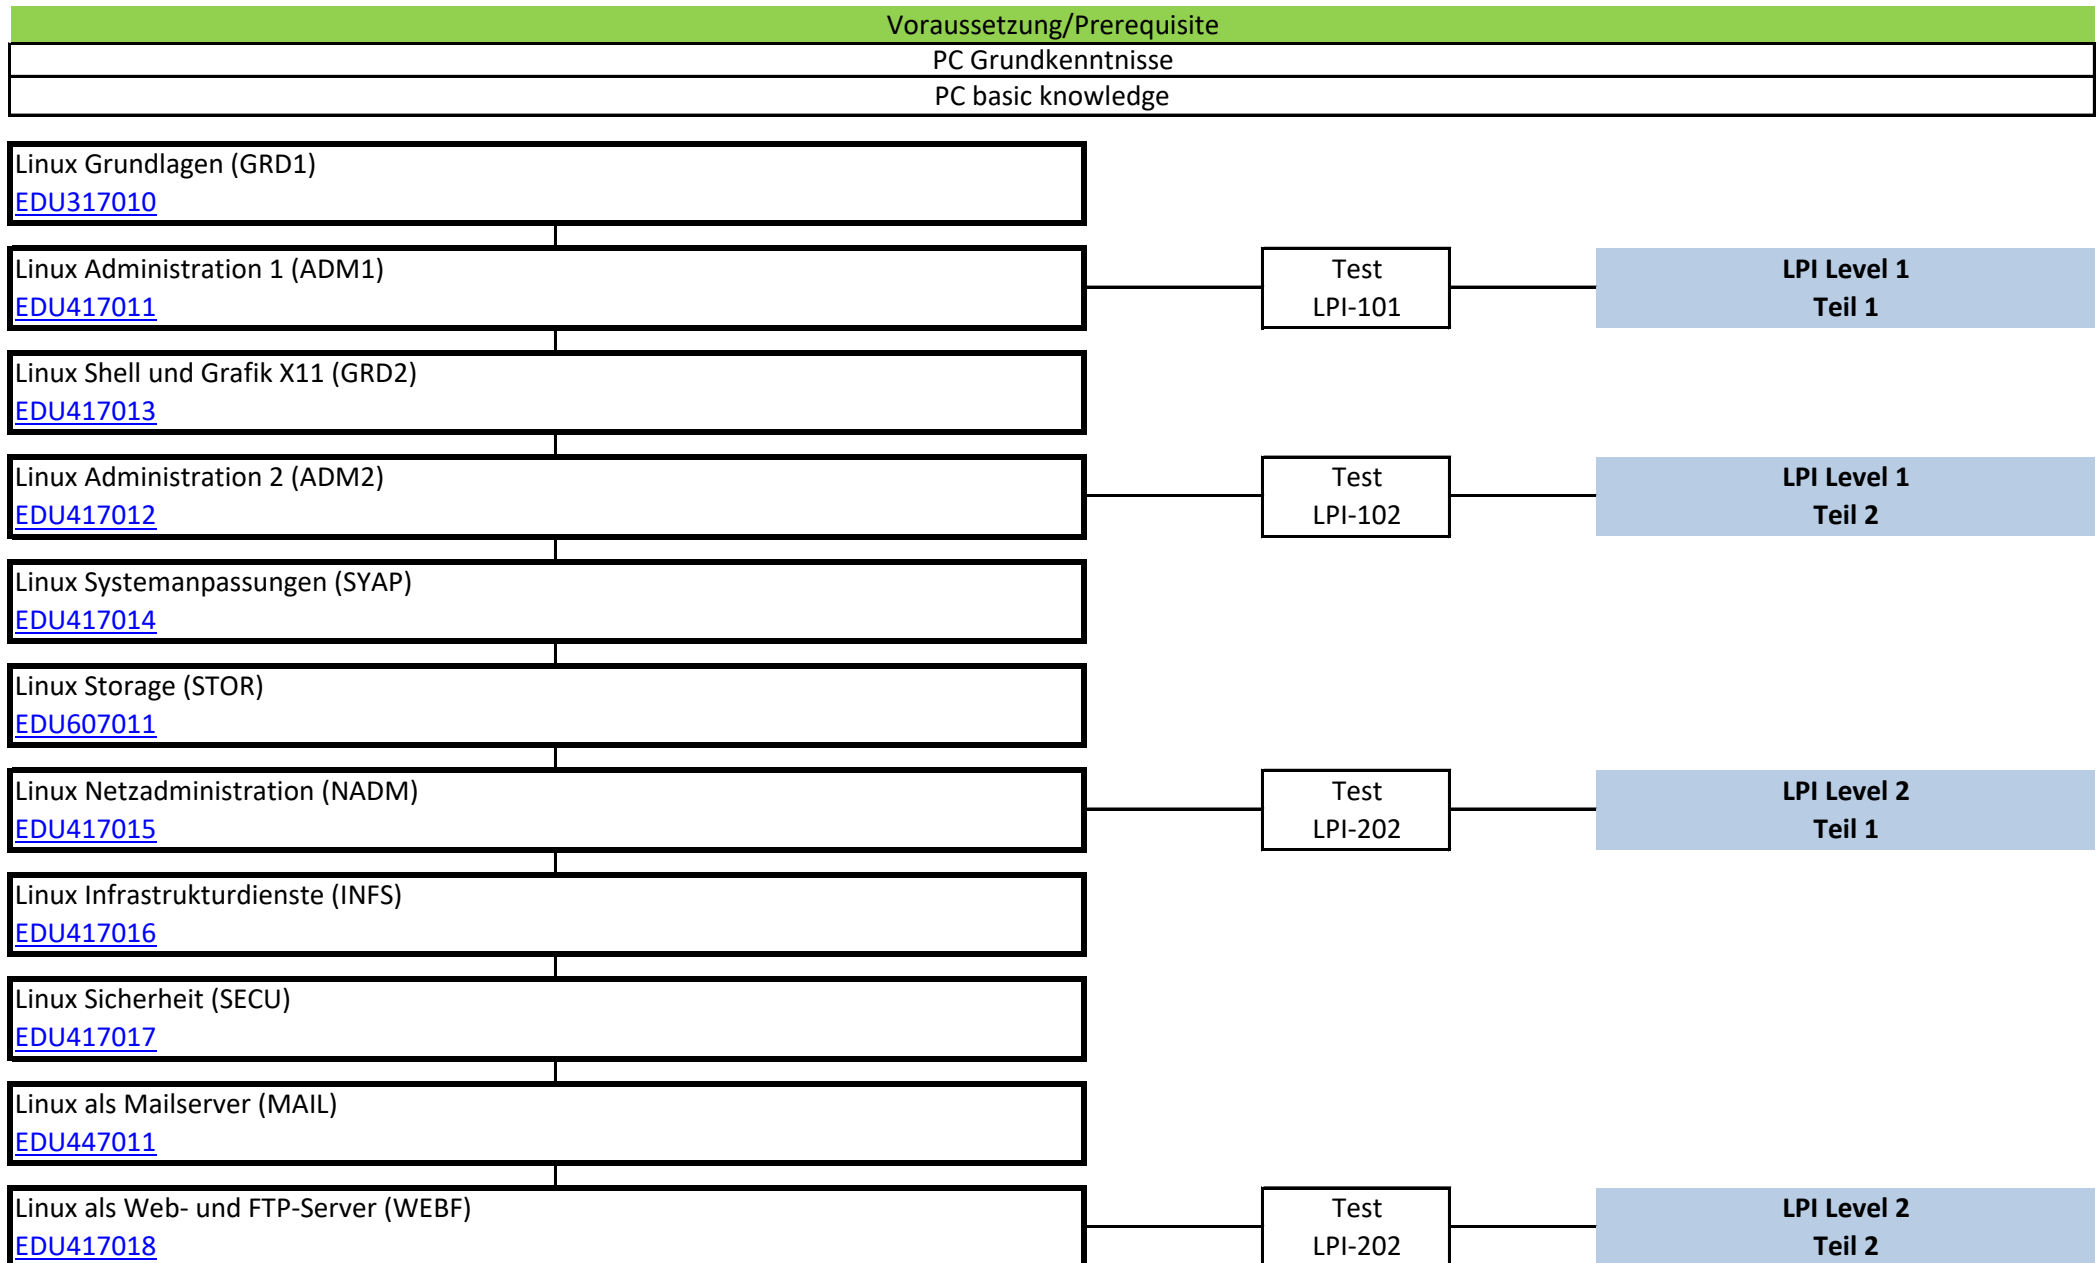 Voraussetzung/Prerequisite
PC Grundkenntnisse
PC basic knowledge
Linux Grundlagen (GRD1)
EDU317010
Linux Administration 1 (ADM1)
EDU417011
Test
LPI-101
LPI Level 1
Teil 1
Linux Shell und Grafik X11 (GRD2)
EDU417013
Linux Administration 2 (ADM2)
EDU417012
Test
LPI-102
LPI Level 1
Teil 2
Linux Systemanpassungen (SYAP)
EDU417014
Linux Storage (STOR)
EDU607011
Linux Netzadministration (NADM)
EDU417015
Test
LPI-202
LPI Level 2
Teil 1
Linux Infrastrukturdienste (INFS)
EDU417016
Linux Sicherheit (SECU)
EDU417017
Linux als Mailserver (MAIL)
EDU447011
Linux als Web- und FTP-Server (WEBF)
EDU417018
Test
LPI-202
LPI Level 2
Teil 2